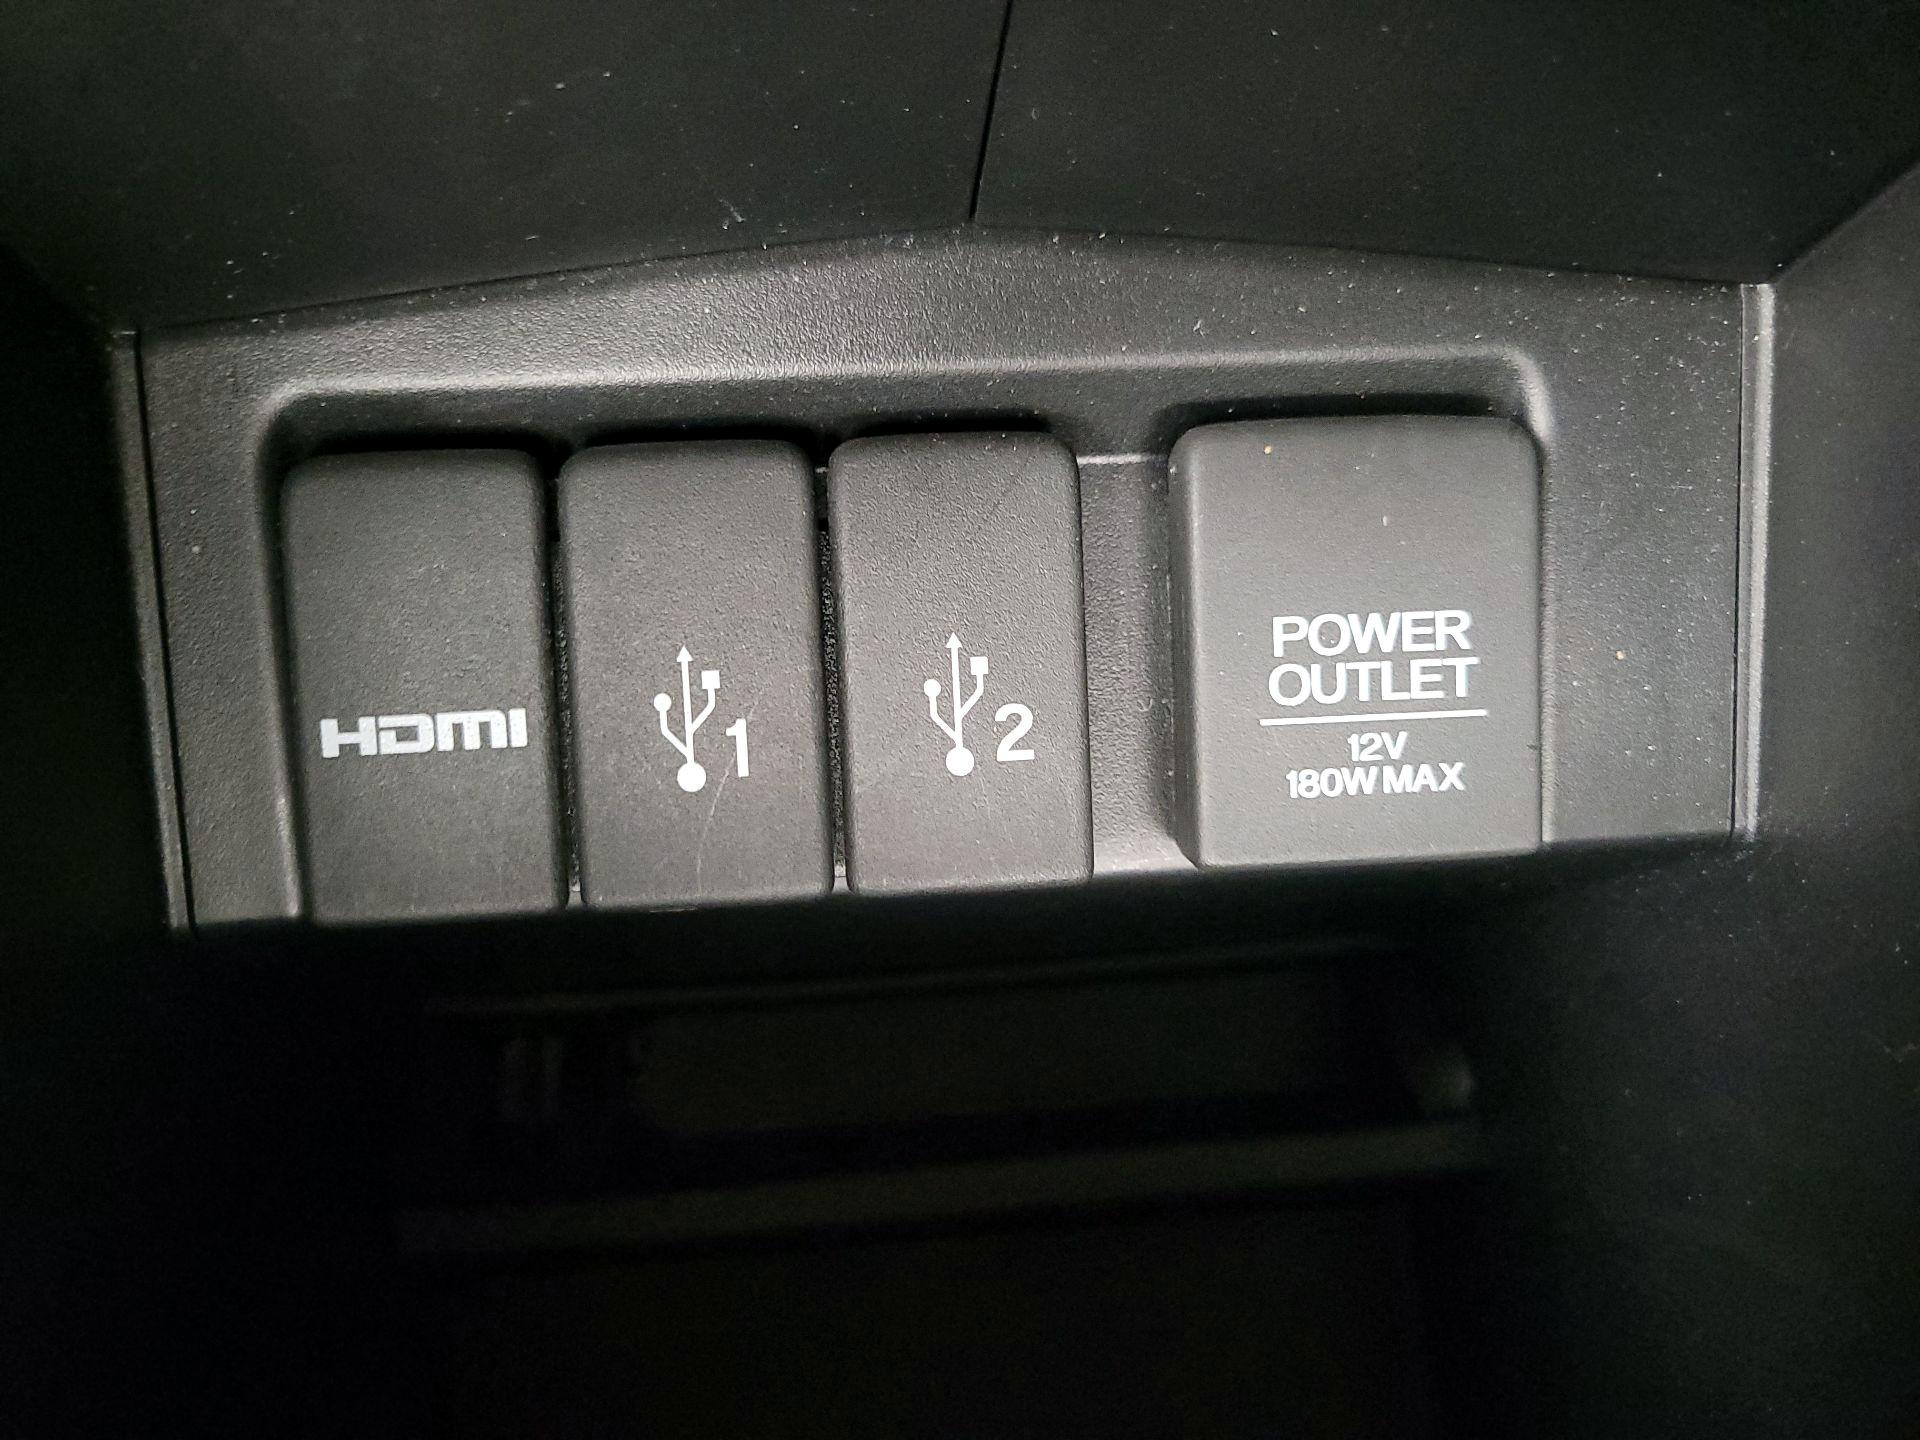 HDMI
1
2
POWER
OUTLET
12V
180W MAX